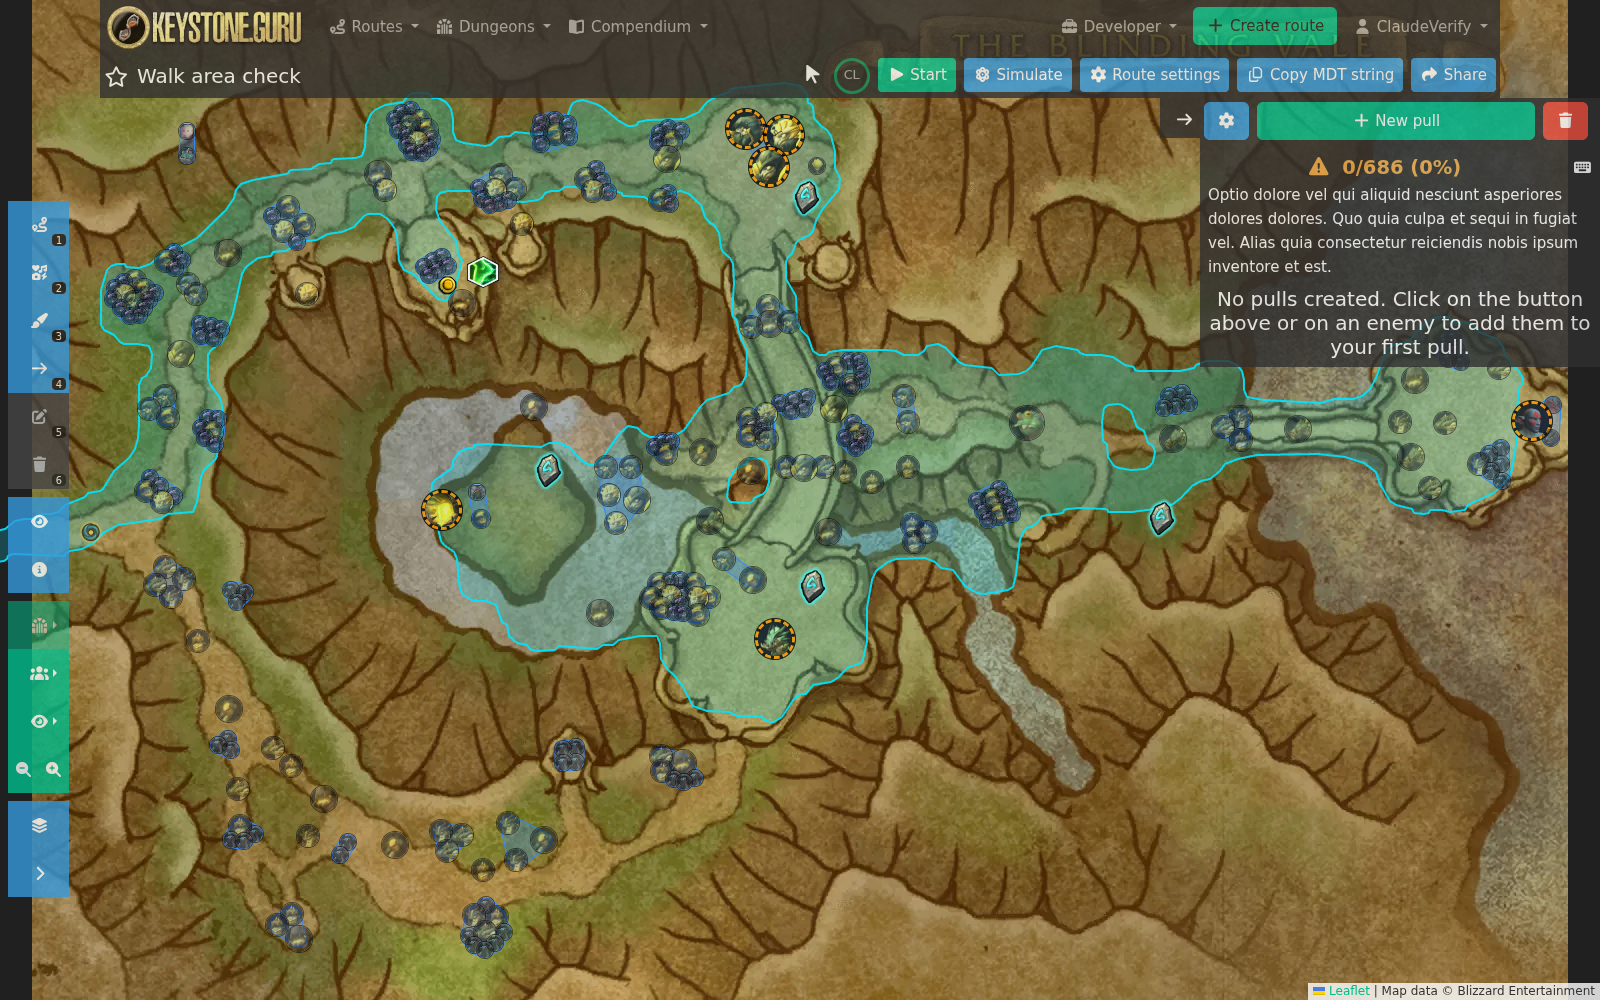 KEYSTONE.GURU
Routes
Dungeons
Compendium
Developer
Create route
ClaudeVerify
THE BLINDING VALE
Walk area check
CL
Start
Simulate
Route settings
Copy MDT string
Share
New pull
0/686 (0%)
Optio dolore vel qui aliquid nesciunt asperiores
dolores dolores. Quo quia culpa et sequi in fugiat
vel. Alias quia consectetur reiciendis nobis ipsum
inventore et est.
No pulls created. Click on the button
above or on an enemy to add them to
your first pull.
1
2
3
4
5
6
Leaflet | Map data © Blizzard Entertainment